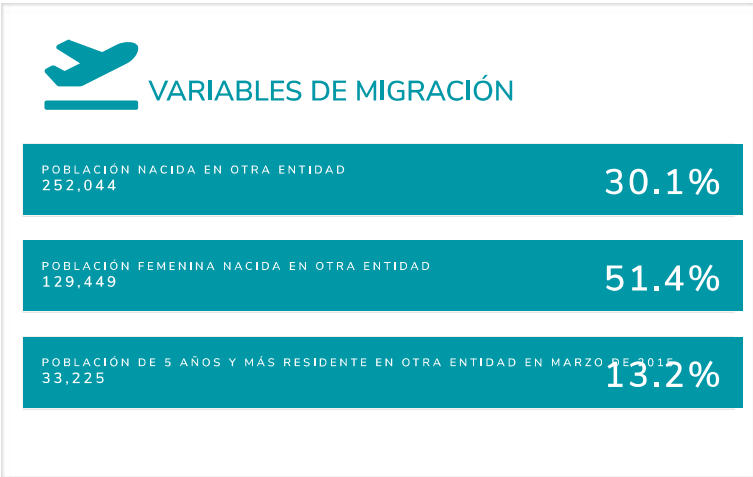 VARIABLES DE MIGRACIÓN
POBLACIÓN NACIDA EN OTRA ENTIDAD
252,044
30.1%
POBLACIÓN FEMENINA NACIDA EN OTRA ENTIDAD
129,449
51.4%
POBLACIÓN DE 5 AÑOS Y MÁS RESIDENTE EN OTRA ENTIDAD EN MARZO DE 2015
33,225
13.2%